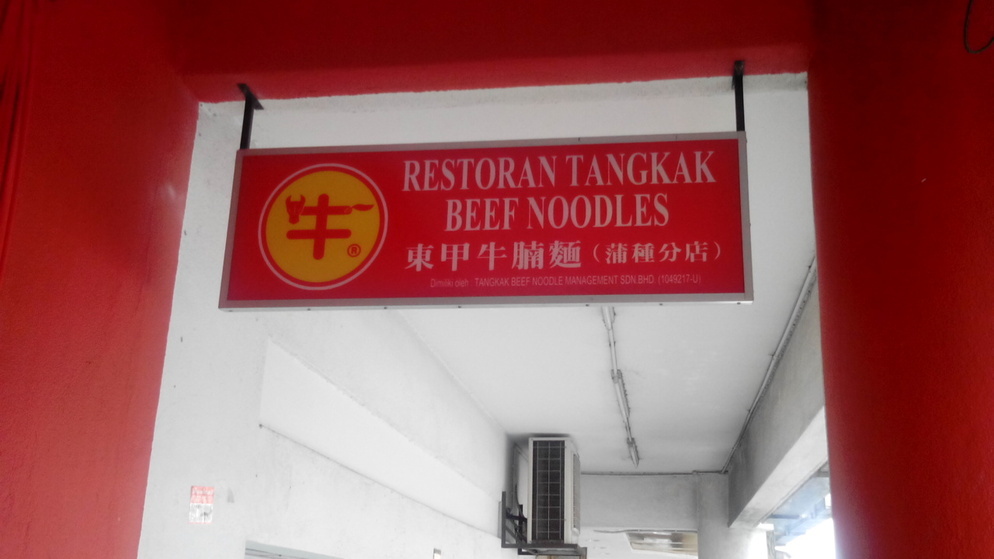 牛®
RESTORAN TANGKAK
BEEF NOODLES
東甲牛腩麵（蒲種分店）
Dimiliki oleh : TANGKAK BEEF NOODLE MANAGEMENT SDN.BHD. (1049217-U)